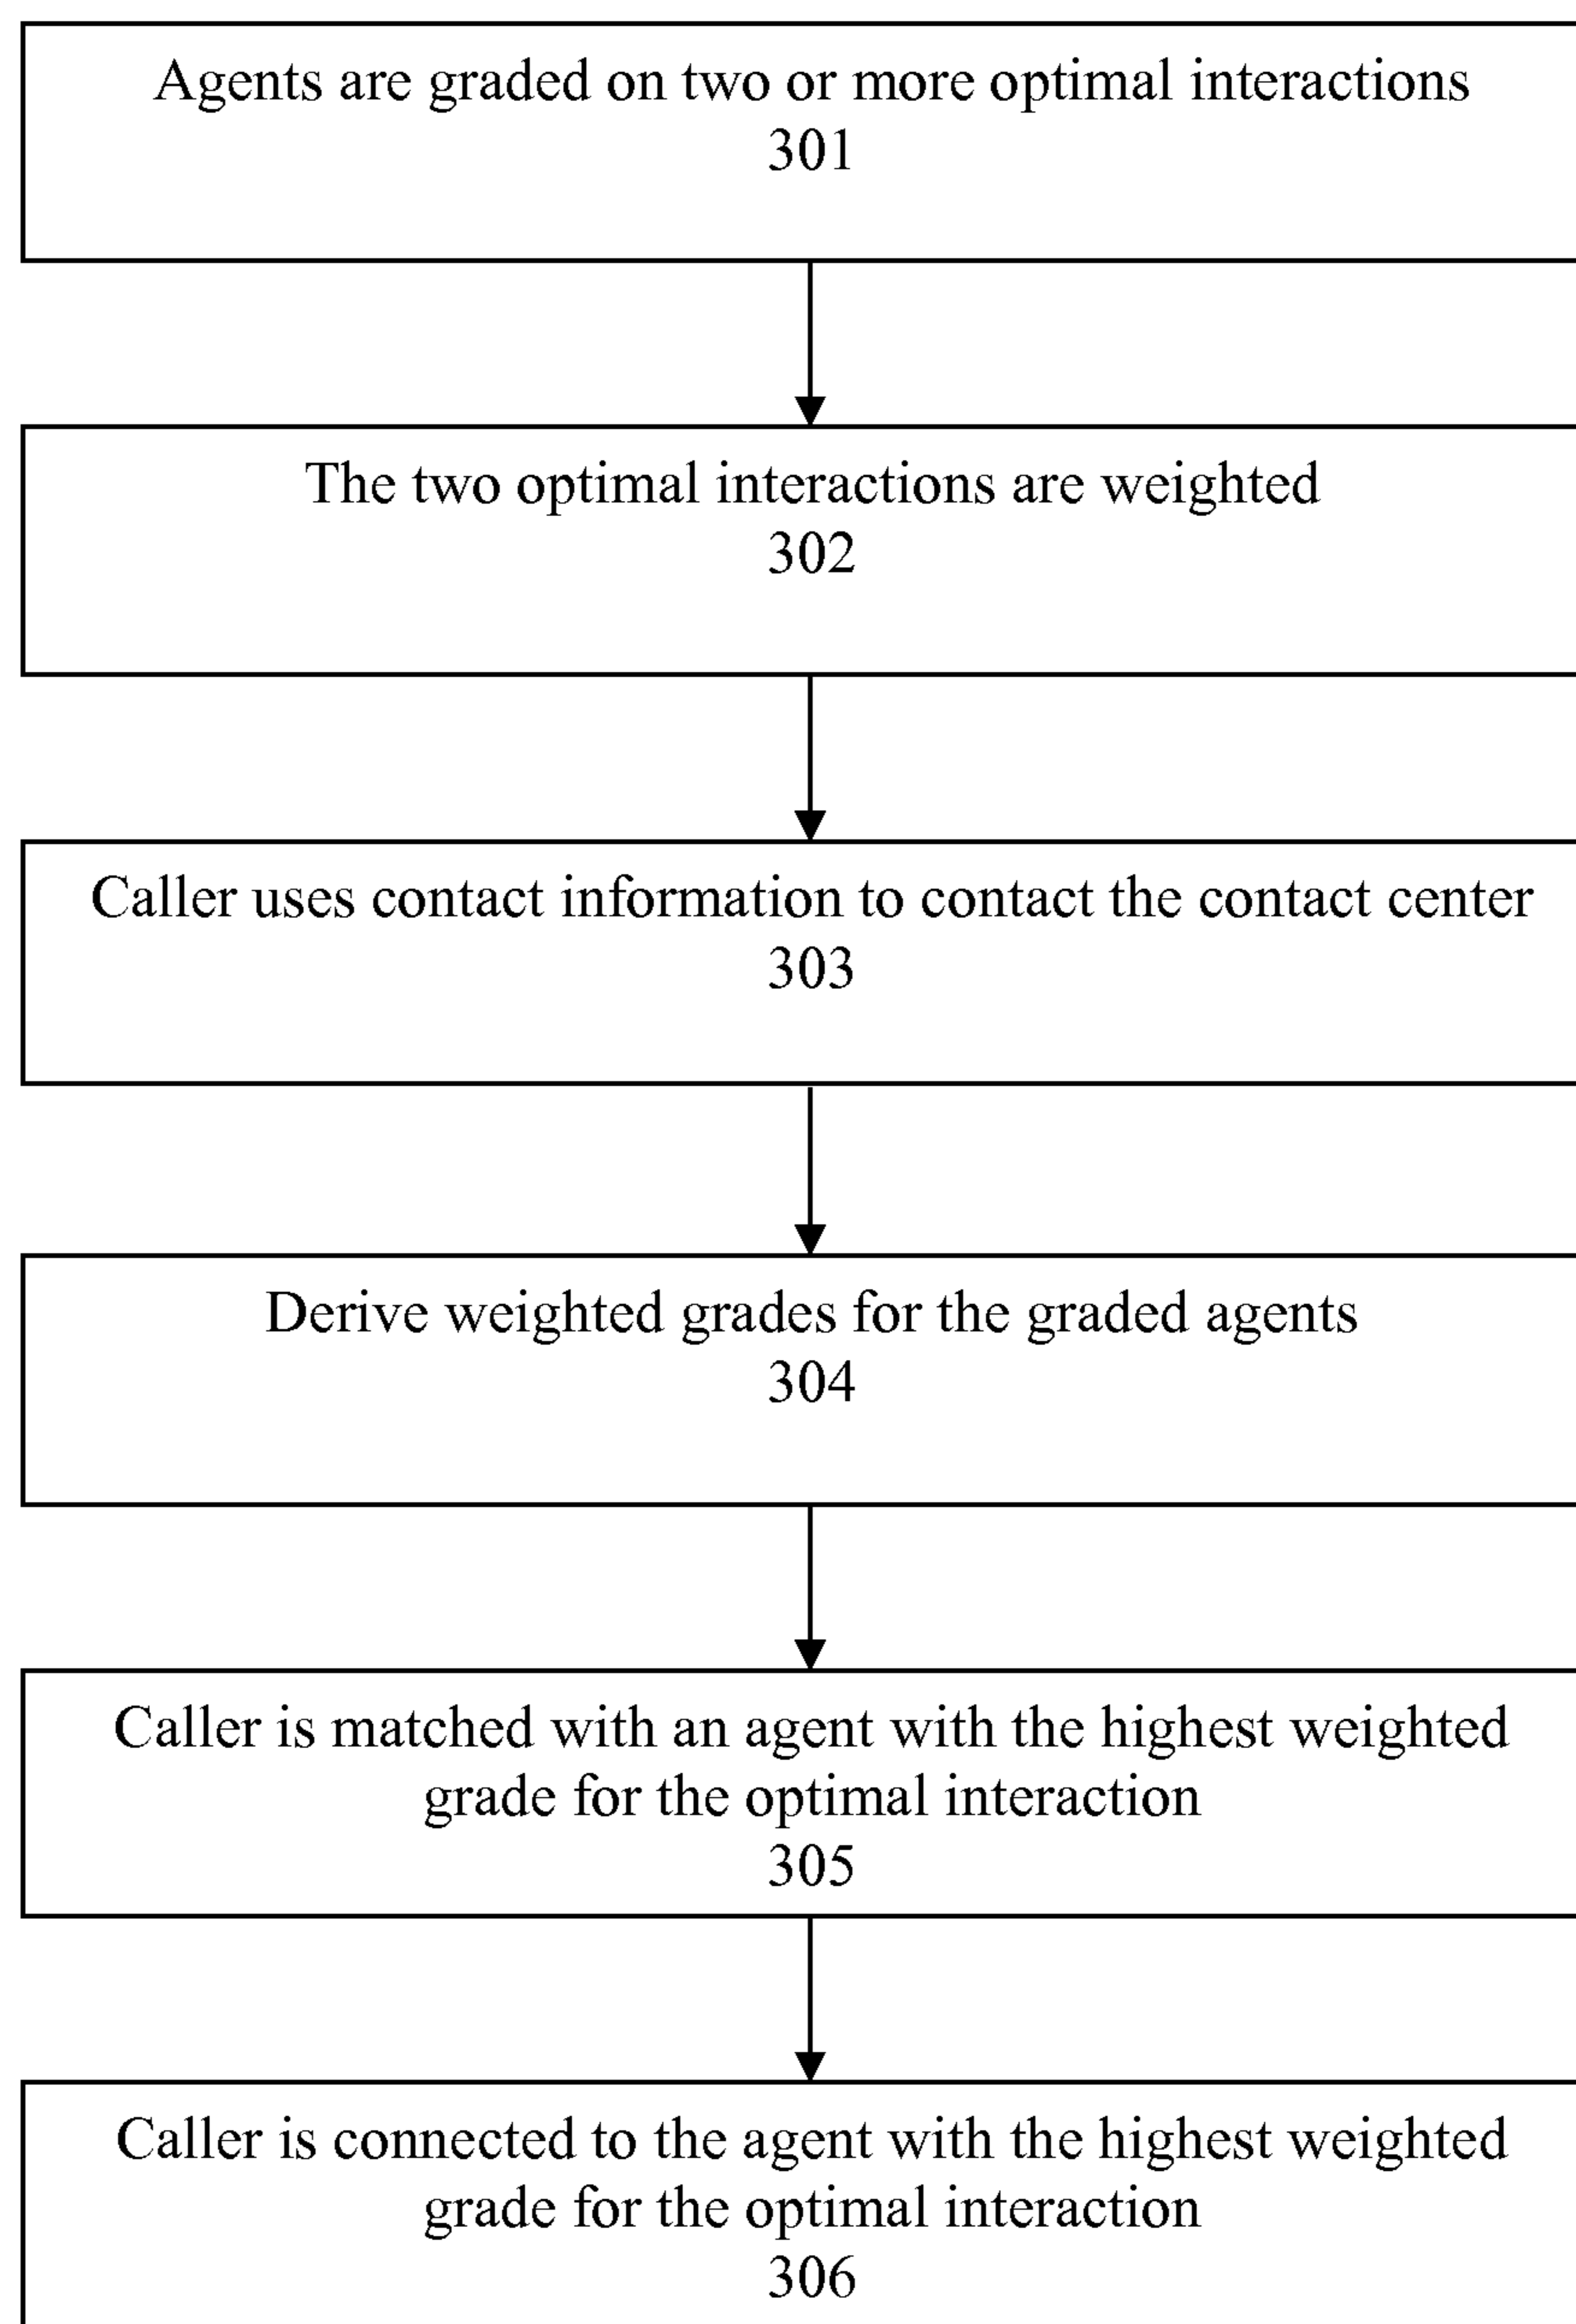 Agents are graded on two or more optimal interactions
301
The two optimal interactions are weighted
302
Caller uses contact information to contact the contact center
303
Derive weighted grades for the graded agents
304
Caller is matched with an agent with the highest weighted
grade for the optimal interaction
305
Caller is connected to the agent with the highest weighted
grade for the optimal interaction
306